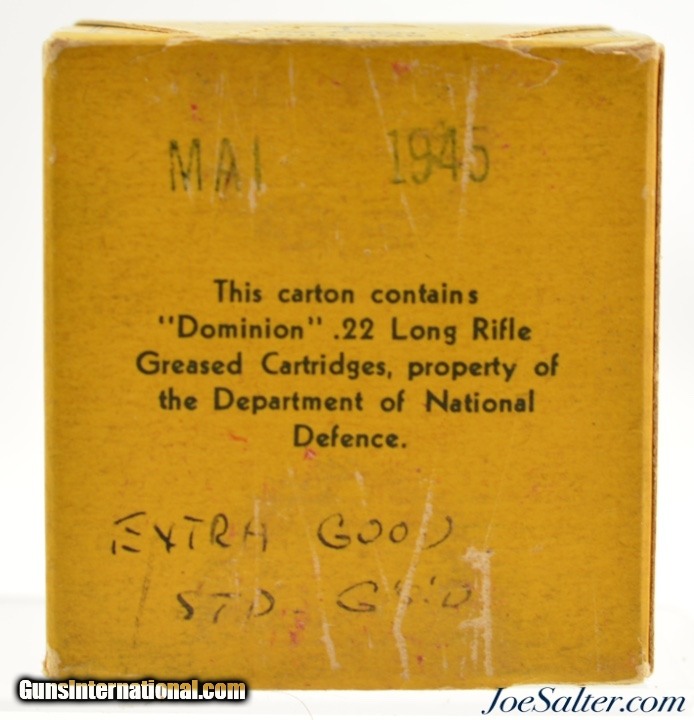 MAI 1945
This carton contains
"Dominion" .22 Long Rifle
Greased Cartridges, property of
the Department of National
Defence.
EXTRA GOOD
STD
GunsInternational.com
JoeSalter.com